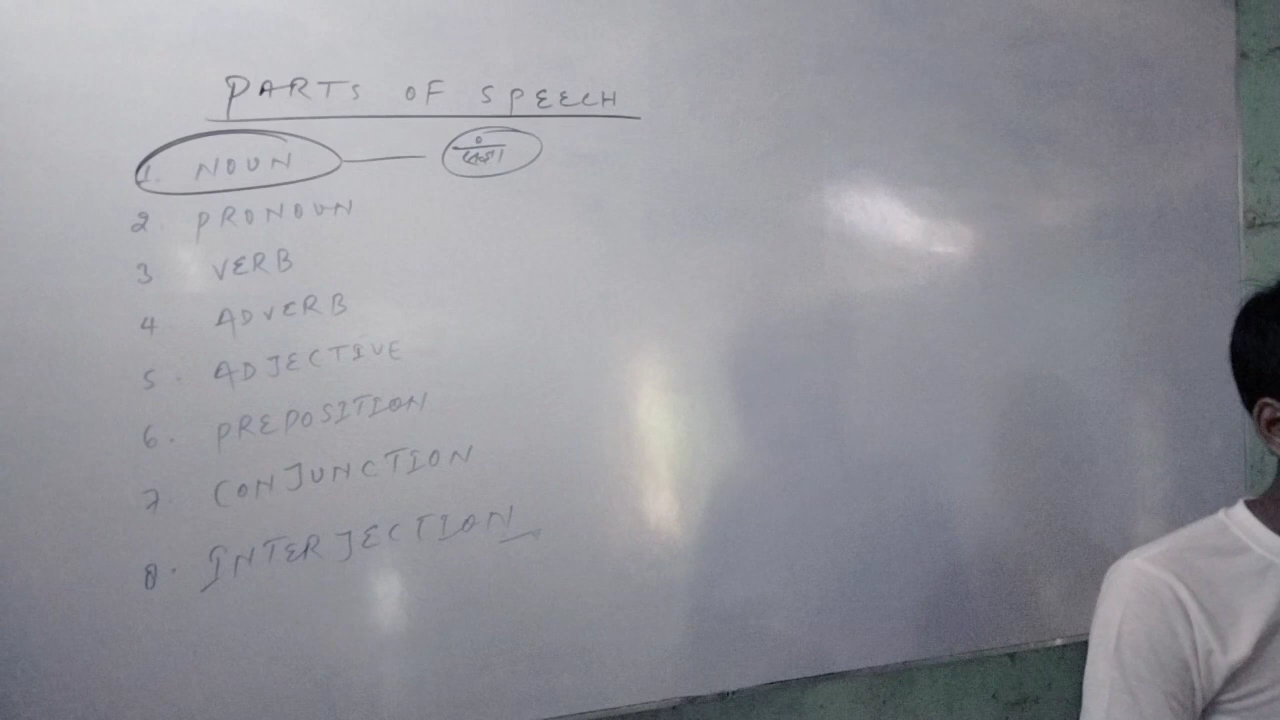 PARTS OF SPEECH
1. NOUN
2. PRONOUN
3 VERB
4 ADVERB
5. ADJECTIVE
6. PREPOSITION
7. CONJUNCTION
8. INTERJECTION